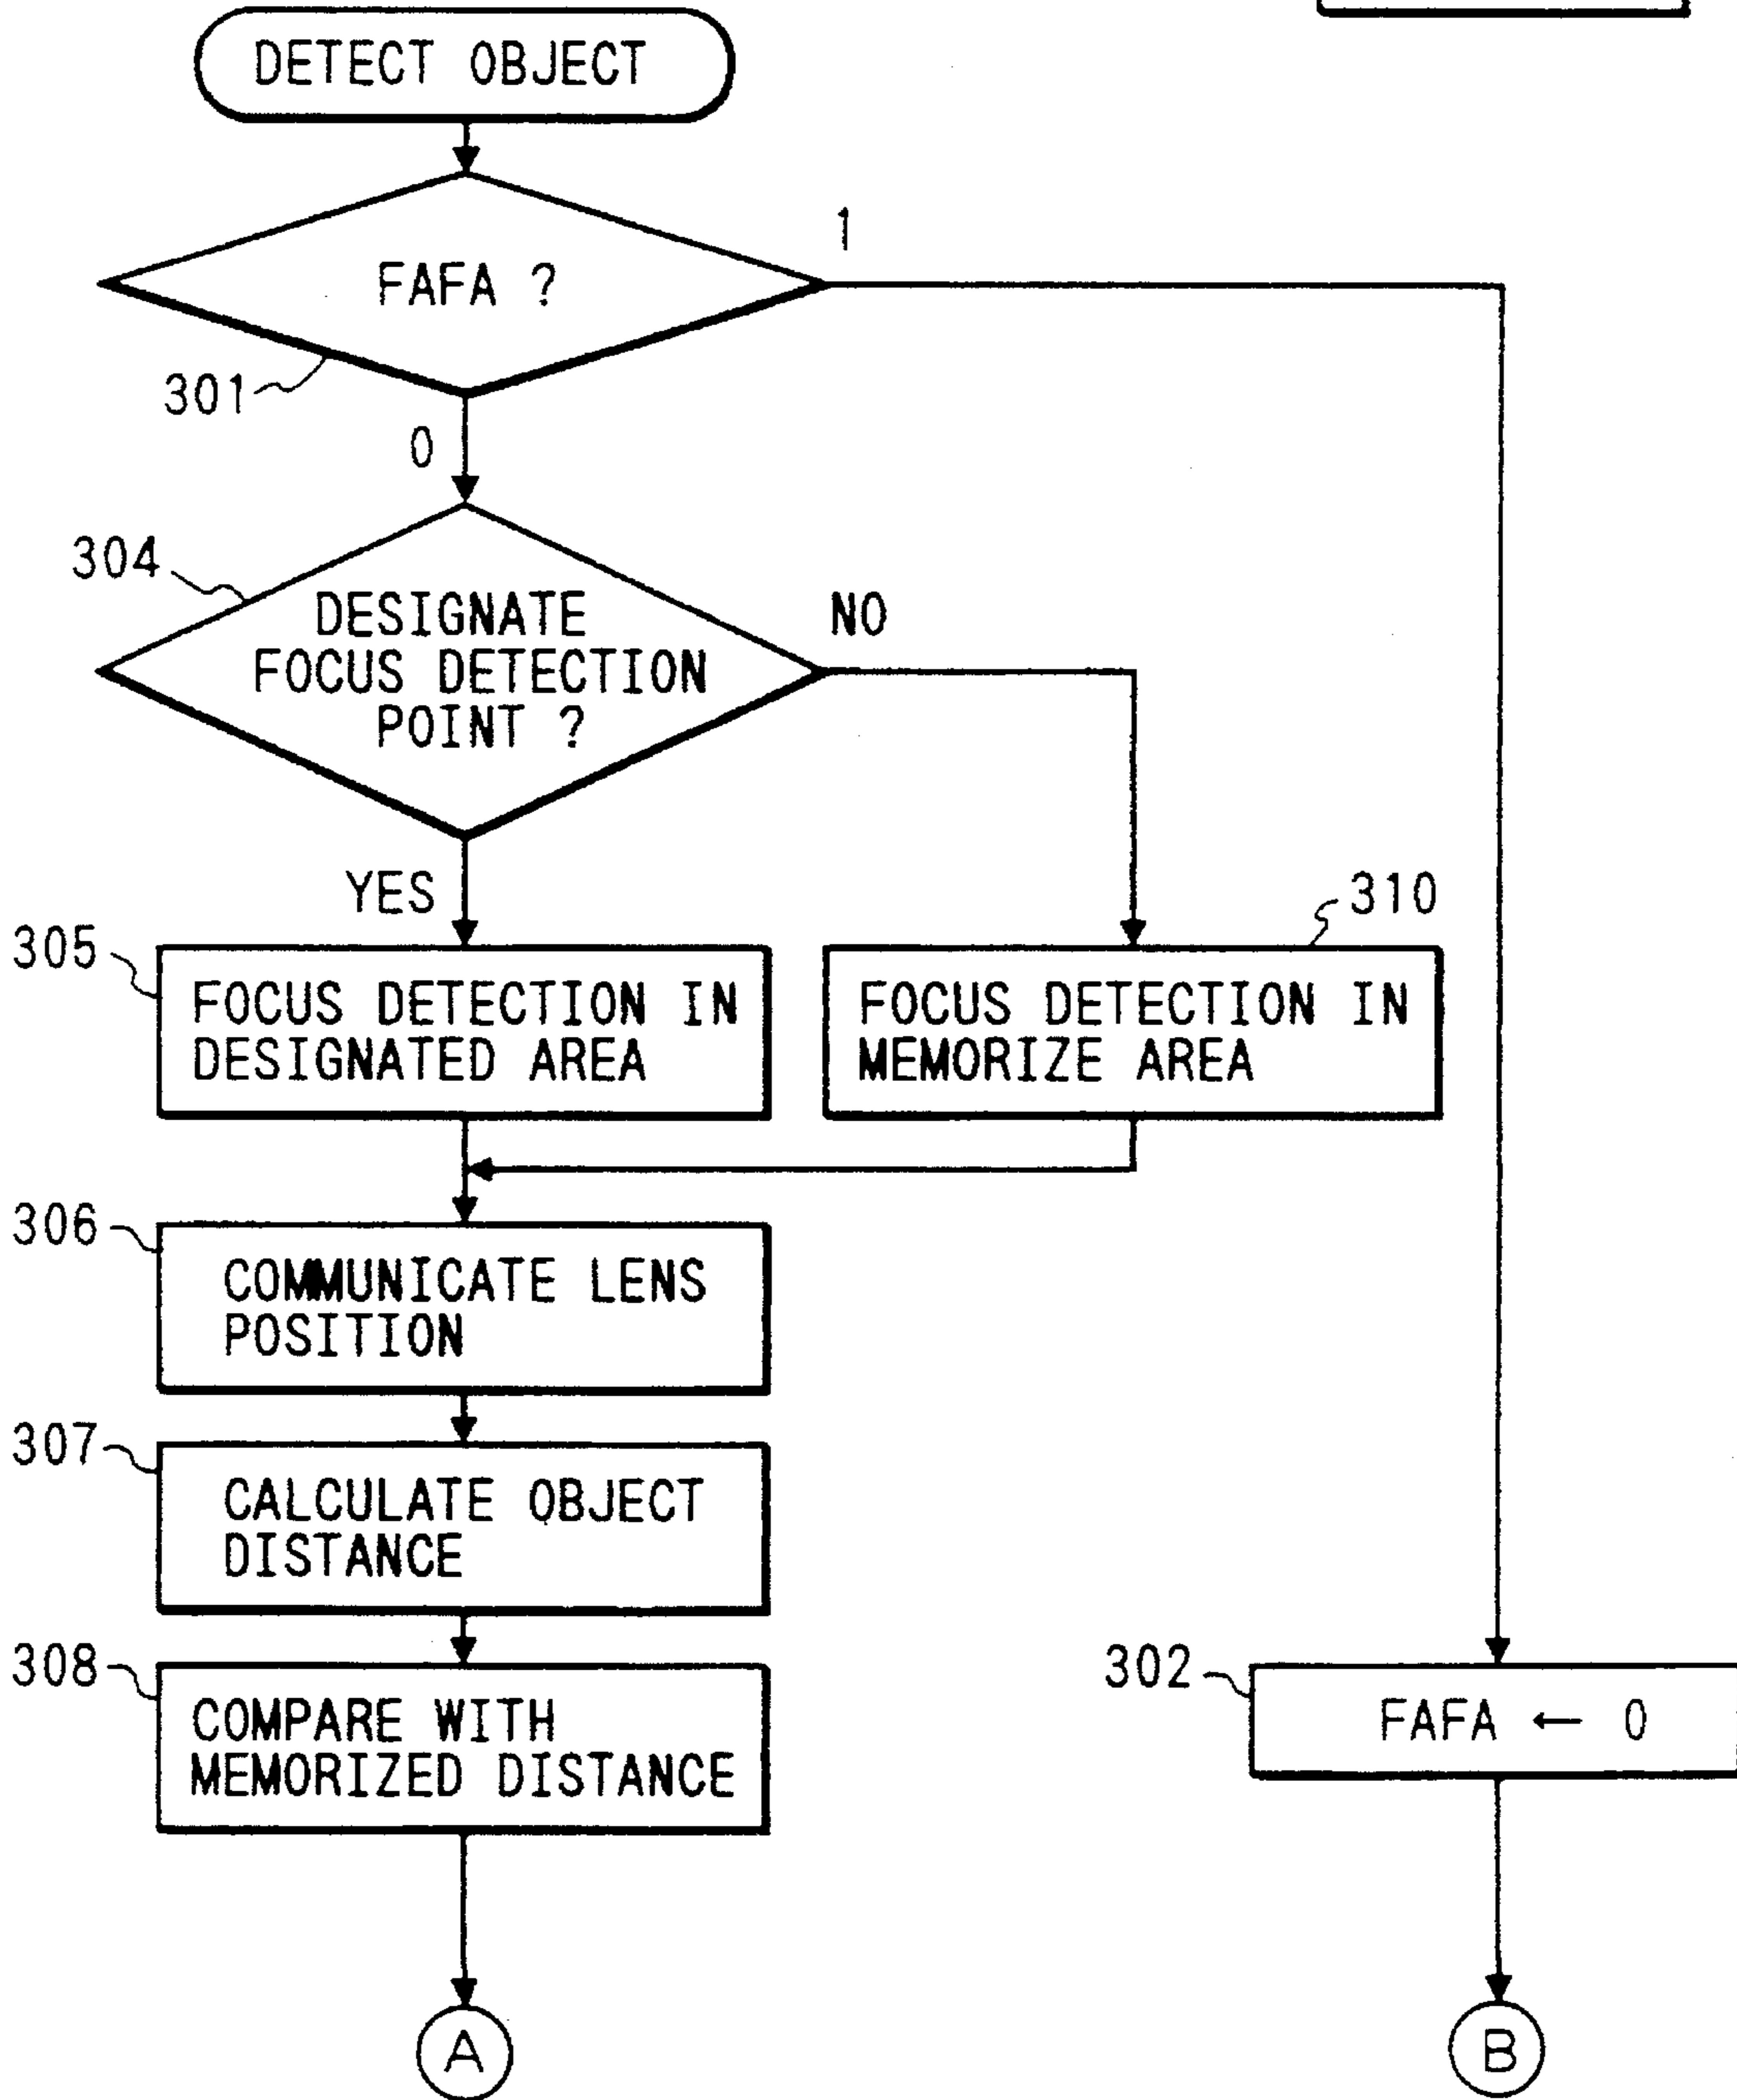 DETECT OBJECT
FAFA ?
1
301
0
304
DESIGNATE
FOCUS DETECTION
POINT ?
NO
YES
305
FOCUS DETECTION IN
DESIGNATED AREA
310
FOCUS DETECTION IN
MEMORIZE AREA
306
COMMUNICATE LENS
POSITION
307
CALCULATE OBJECT
DISTANCE
308
COMPARE WITH
MEMORIZED DISTANCE
302
FAFA ← 0
A
B